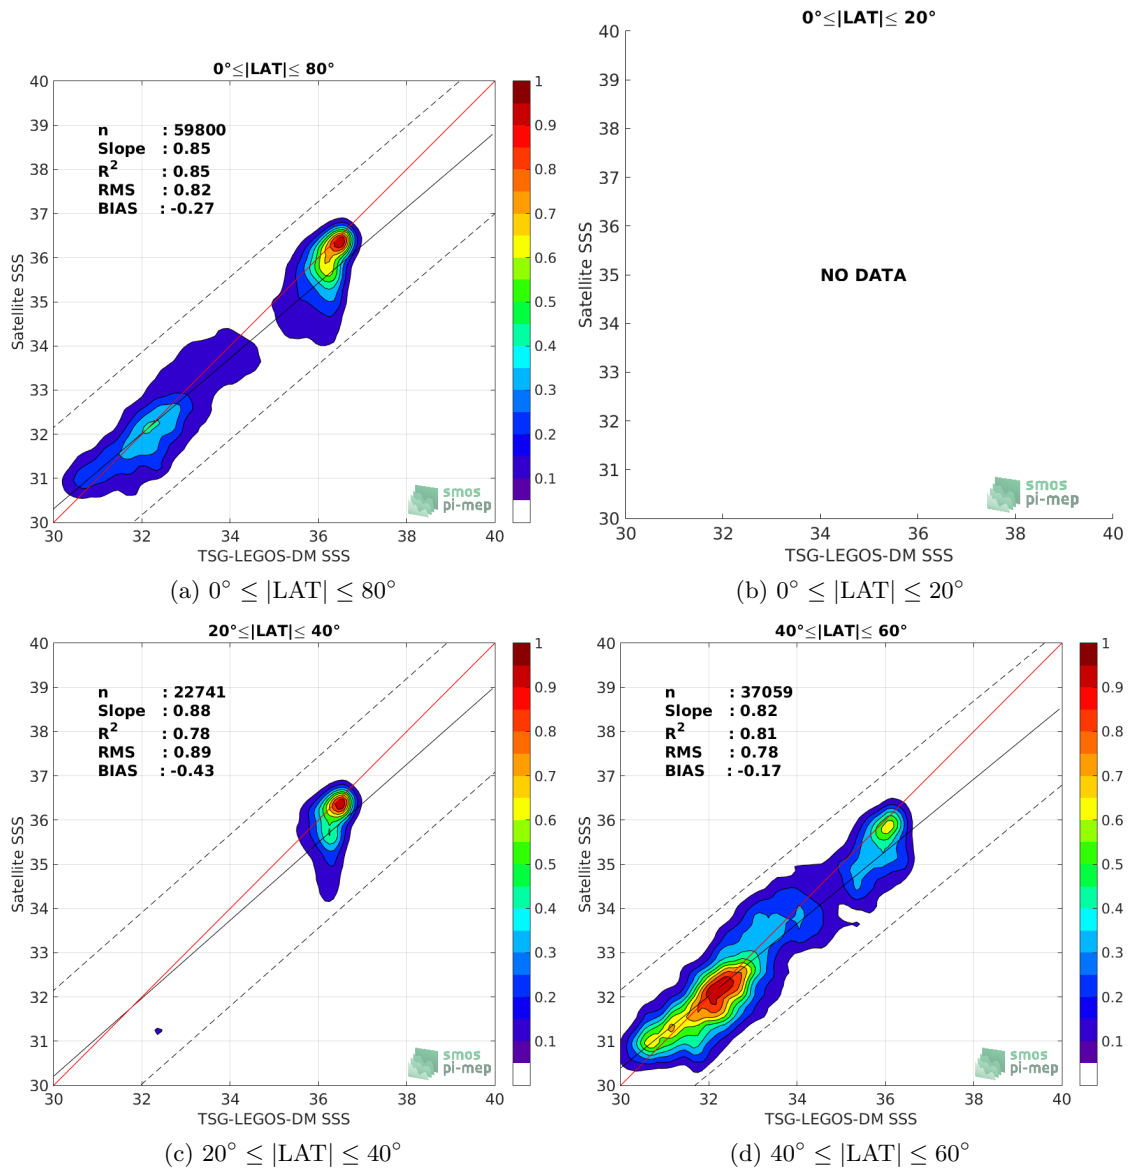 0°≤|LAT|≤ 80°
n : 59800
Slope : 0.85
R² : 0.85
RMS : 0.82
BIAS : -0.27
40
39
38
37
36
35
34
33
32
31
30
30 32 34 36 38 40
Satellite SSS
TSG-LEGOS-DM SSS
smos
pi-mep
1
0.9
0.8
0.7
0.6
0.5
0.4
0.3
0.2
0.1
(a) 0° ≤ |LAT| ≤ 80°
0°≤|LAT|≤ 20°
40
39
38
37
36
35
34
33
32
31
30
30 32 34 36 38 40
Satellite SSS
NO DATA
TSG-LEGOS-DM SSS
smos
pi-mep
(b) 0° ≤ |LAT| ≤ 20°
20°≤|LAT|≤ 40°
n : 22741
Slope : 0.88
R² : 0.78
RMS : 0.89
BIAS : -0.43
40
39
38
37
36
35
34
33
32
31
30
30 32 34 36 38 40
Satellite SSS
TSG-LEGOS-DM SSS
smos
pi-mep
1
0.9
0.8
0.7
0.6
0.5
0.4
0.3
0.2
0.1
(c) 20° ≤ |LAT| ≤ 40°
40°≤|LAT|≤ 60°
n : 37059
Slope : 0.82
R² : 0.81
RMS : 0.78
BIAS : -0.17
40
39
38
37
36
35
34
33
32
31
30
30 32 34 36 38 40
Satellite SSS
TSG-LEGOS-DM SSS
smos
pi-mep
1
0.9
0.8
0.7
0.6
0.5
0.4
0.3
0.2
0.1
(d) 40° ≤ |LAT| ≤ 60°